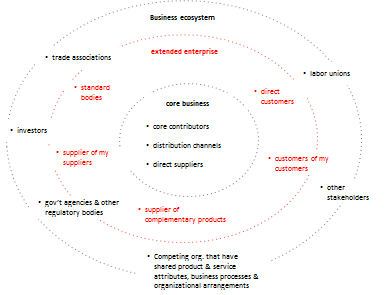 Business ecosystem
extended enterprise
• trade associations
• labor unions
• standard
bodies
• direct
customers
core business
• core contributors
• distribution channels
• direct suppliers
• investors
• supplier of my
suppliers
• customers of my
customers
• other
stakeholders
• gov't agencies & other
regulatory bodies
• supplier of
complementary products
• Competing org. that have
shared product & service
attributes, business processes &
organizational arrangements